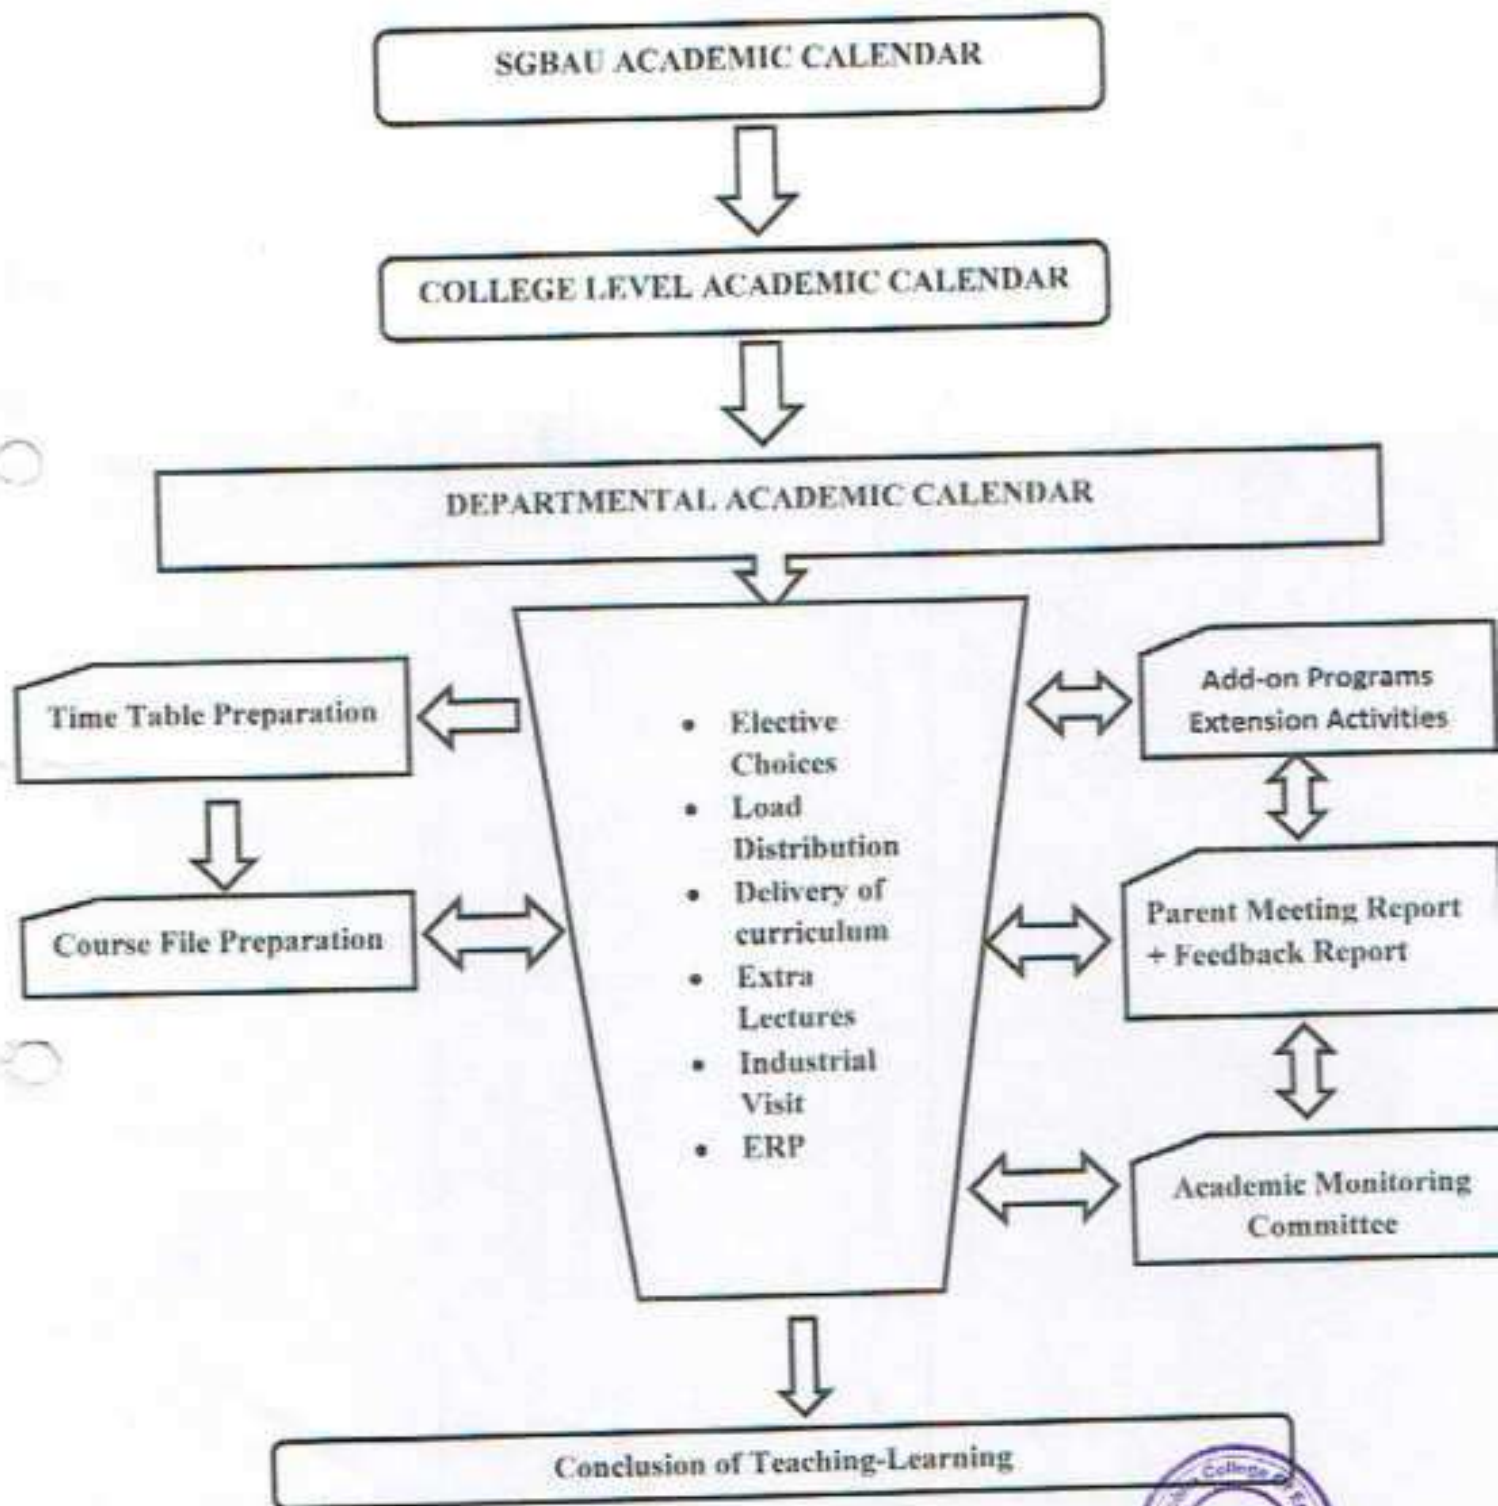 SGBAU ACADEMIC CALENDAR
COLLEGE LEVEL ACADEMIC CALENDAR
DEPARTMENTAL ACADEMIC CALENDAR
Time Table Preparation
Course File Preparation
• Elective
Choices
• Load
Distribution
• Delivery of
curriculum
• Extra
Lectures
• Industrial
Visit
• ERP
Add-on Programs
Extension Activities
Parent Meeting Report
+ Feedback Report
Academic Monitoring
Committee
Conclusion of Teaching-Learning
College